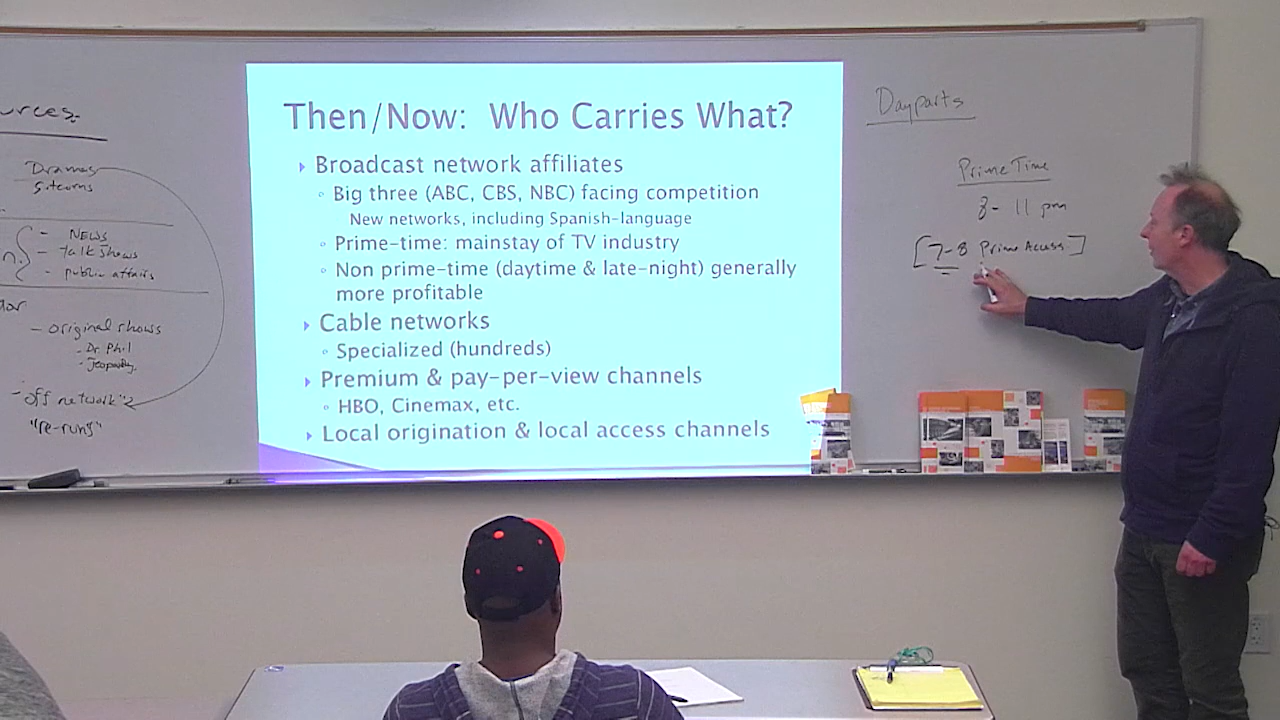 urces
Dramas
Sitcoms
- NEWS
- talk shows
- public affairs
- original shows
- Dr Phil
- Jeopardy
- off network
"re-runs"
Then/Now: Who Carries What?
Broadcast network affiliates
Big three (ABC, CBS, NBC) facing competition
New networks, including Spanish-language
Prime-time: mainstay of TV industry
Non prime-time (daytime & late-night) generally
more profitable
Cable networks
Specialized (hundreds)
Premium & pay-per-view channels
HBO, Cinemax, etc.
Local origination & local access channels
Dayparts
Prime Time
8 - 11 pm
[7-8 Prime Access]